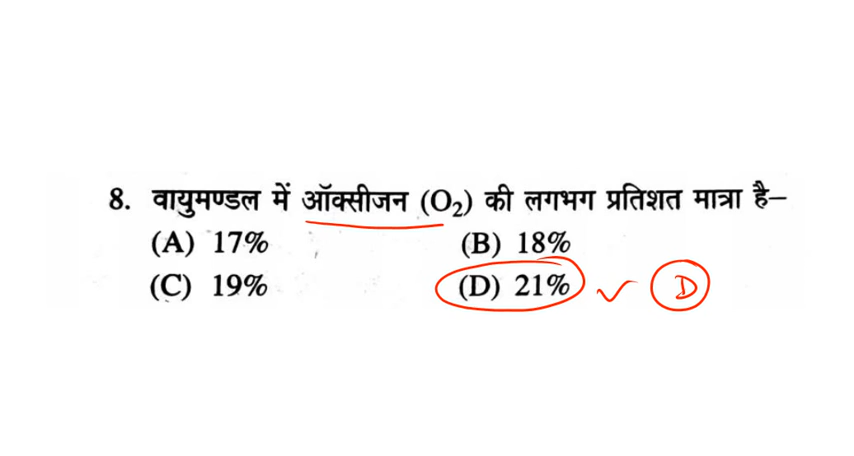 8. वायुमण्डल में ऑक्सीजन (O₂) की लगभग प्रतिशत मात्रा है–
(A) 17% (B) 18%
(C) 19% (D) 21% ✓ D